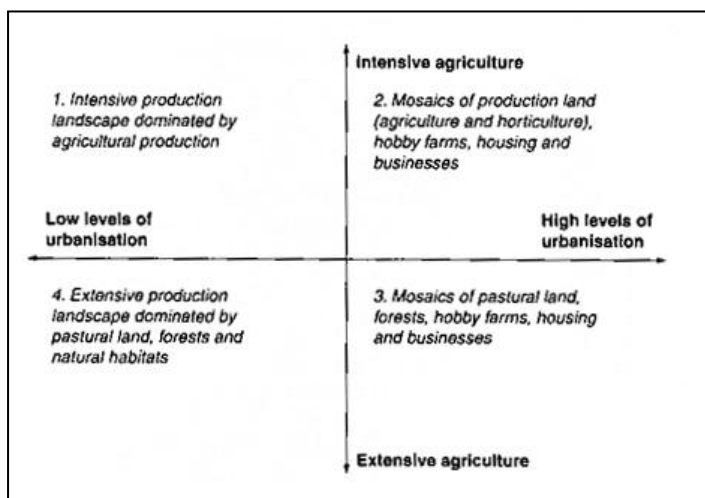 Intensive agriculture
1. Intensive production
landscape dominated by
agricultural production
2. Mosaics of production land
(agriculture and horticulture),
hobby farms, housing and
businesses
Low levels of
urbanisation
High levels of
urbanisation
4. Extensive production
landscape dominated by
pastural land, forests and
natural habitats
3. Mosaics of pastural land,
forests, hobby farms, housing
and businesses
Extensive agriculture